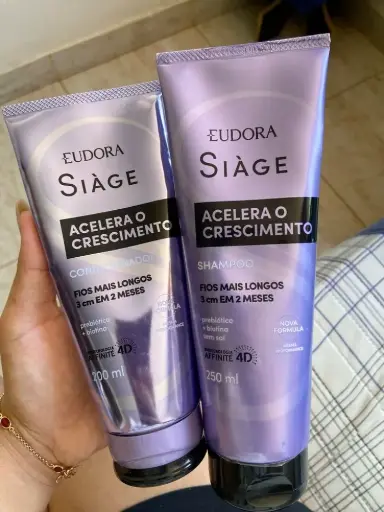 EUDORA
SIÀGE
ACELERA O
CRESCIMENTO
CONDICIONADOR
FIOS MAIS LONGOS
3 cm EM 2 MESES
prebiótico
+ biotina
AFFINITÉ 4D
200 ml
EUDORA
SIÀGE
ACELERA O
CRESCIMENTO
SHAMPOO
FIOS MAIS LONGOS
3 cm EM 2 MESES
prebiótico
+ biotina
sem sal
NOVA
FÓRMULA
AFFINITÉ 4D
250 ml